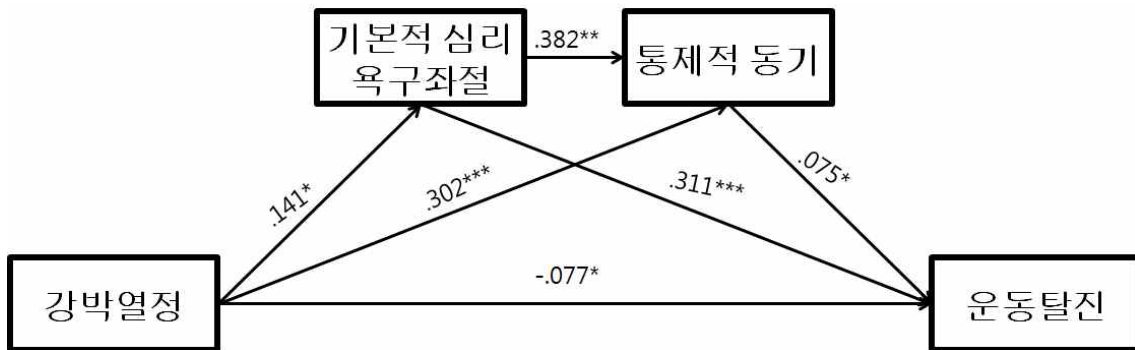 기본적 심리
욕구좌절
.382**
통제적 동기
.141*
.302***
.311***
.075*
강박열정
-.077*
운동탈진